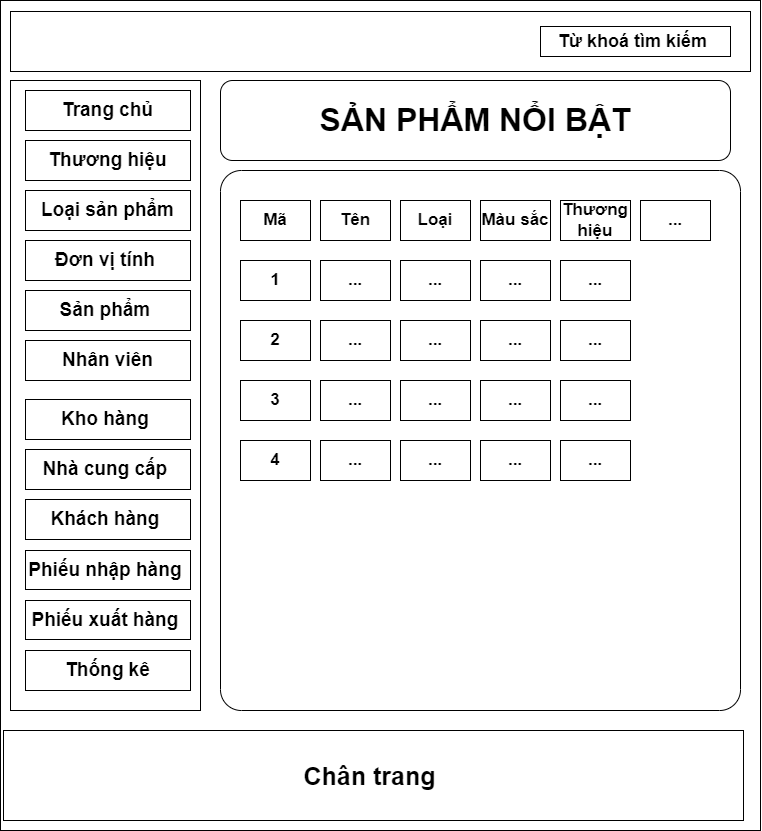 Từ khoá tìm kiếm
Trang chủ
Thương hiệu
Loại sản phẩm
Đơn vị tính
Sản phẩm
Nhân viên
Kho hàng
Nhà cung cấp
Khách hàng
Phiếu nhập hàng
Phiếu xuất hàng
Thống kê
SẢN PHẨM NỔI BẬT
Mã Tên Loại Màu sắc Thương hiệu ...
1 ... ... ... ...
2 ... ... ... ...
3 ... ... ... ...
4 ... ... ... ...
Chân trang